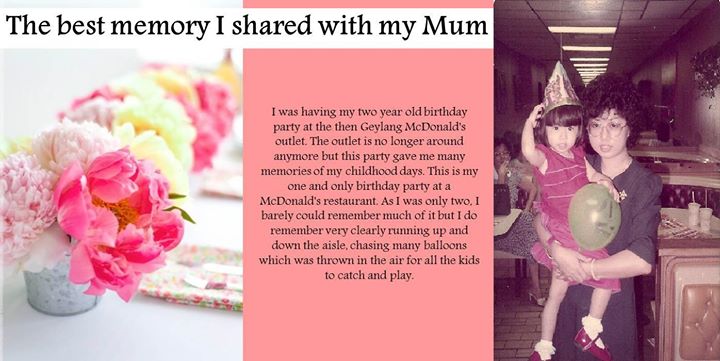 The best memory I shared with my Mum
I was having my two year old birthday
party at the then Geylang McDonald's
outlet. The outlet is no longer around
anymore but this party gave me many
memories of my childhood days. This is my
one and only birthday party at a
McDonald's restaurant. As I was only two, I
barely could remember much of it but I do
remember very clearly running up and
down the aisle, chasing many balloons
which was thrown in the air for all the kids
to catch and play.